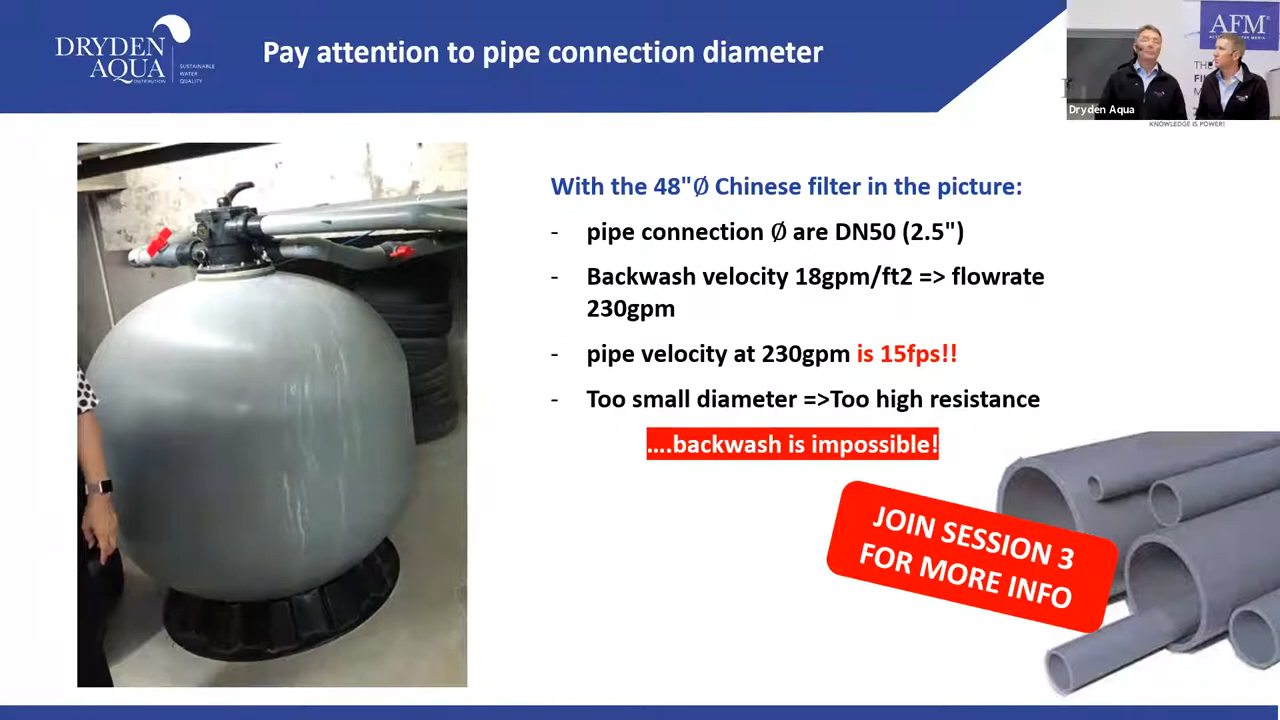 DRYDEN
AQUA
DISTRIBUTION
SUSTAINABLE
WATER
QUALITY
Pay attention to pipe connection diameter
AFM
THE
FI
M
Dryden Aqua
KNOWLEDGE IS POWER!
With the 48"Ø Chinese filter in the picture:
- pipe connection Ø are DN50 (2.5")
- Backwash velocity 18gpm/ft2 => flowrate
230gpm
- pipe velocity at 230gpm is 15fps!!
- Too small diameter =>Too high resistance
....backwash is impossible!
JOIN SESSION 3
FOR MORE INFO